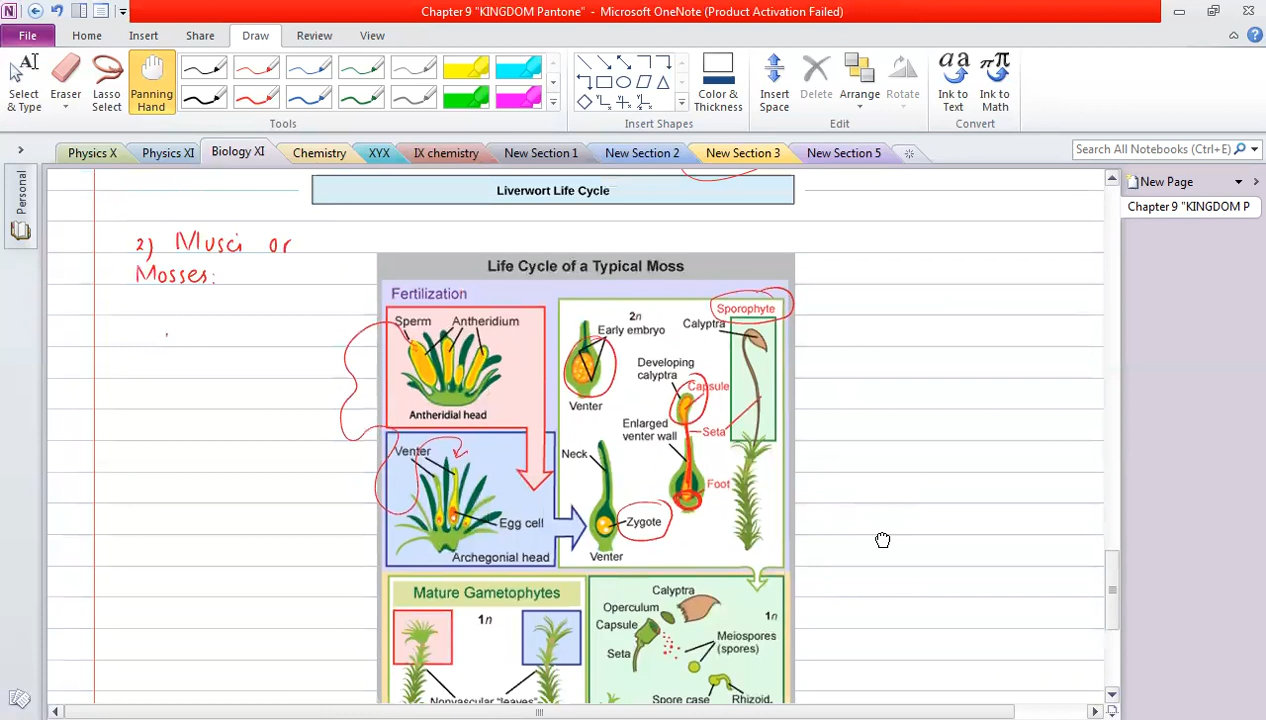 Chapter 9 "KINGDOM Pantone" - Microsoft OneNote (Product Activation Failed)
File Home Insert Share Draw Review View
Select & Type
Eraser
Lasso Select
Panning Hand
Color & Thickness
Insert Space
Delete
Arrange
Rotate
Ink to Text
Ink to Math
Tools
Insert Shapes
Edit
Convert
Physics X Physics XI Biology XI Chemistry XYX IX chemistry New Section 1 New Section 2 New Section 3 New Section 5
Search All Notebooks (Ctrl+E)
Personal
New Page
Chapter 9 "KINGDOM P
Liverwort Life Cycle
2) Musci or
Mosses:
Life Cycle of a Typical Moss
Fertilization
Sperm Antheridium
Antheridial head
Venter
Egg cell
Archegonial head
2n
Early embryo
Venter
Developing calyptra
Capsule
Enlarged venter wall
Seta
Neck
Foot
Zygote
Venter
Sporophyte
Calyptra
Mature Gametophytes
1n
Nonvascular "leaves"
Calyptra
Operculum
Capsule
Seta
1n
Meiospores (spores)
Spore case
Rhizoid